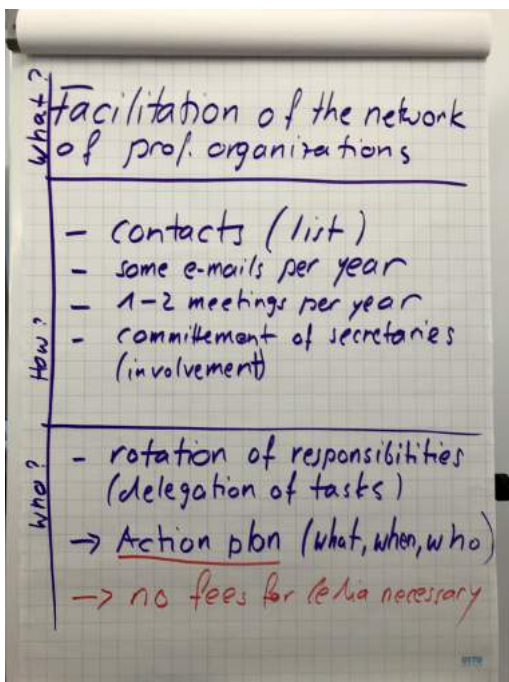 What?
Facilitation of the network
of prof. organizations
How?
- contacts (list)
- some e-mails per year
- 1-2 meetings per year
- committement of secretaries
(involvement)
Who?
- rotation of responsibitities
(delegation of tasks)
→ Action plan (what, when, who)
→ no fees for necessary